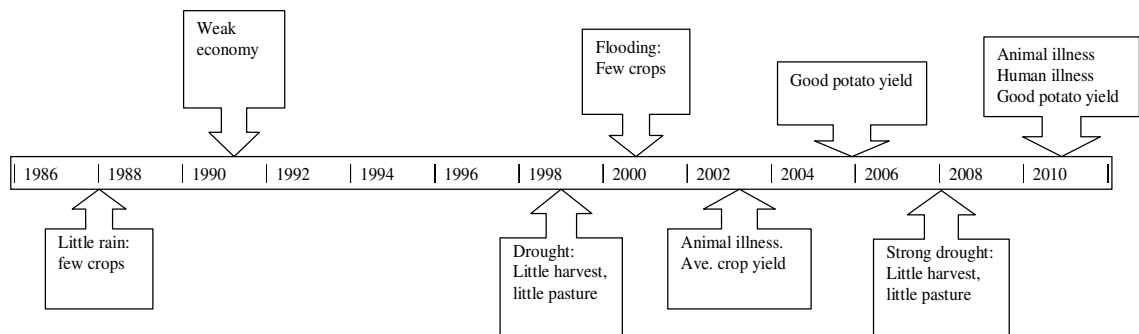 Weak
economy
Flooding:
Few crops
Good potato yield
Animal illness
Human illness
Good potato yield
1986 1988 1990 1992 1994 1996 1998 2000 2002 2004 2006 2008 2010
Little rain:
few crops
Drought:
Little harvest,
little pasture
Animal illness.
Ave. crop yield
Strong drought:
Little harvest,
little pasture